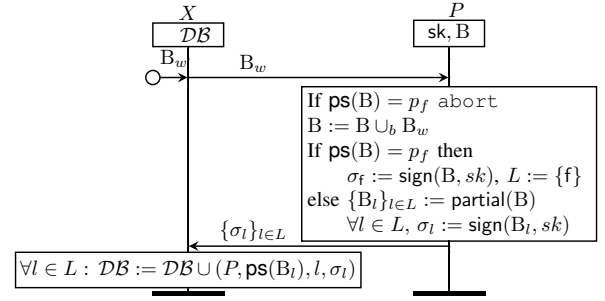 X P
𝒟ℬ sk, B
B_w B_w
If ps(B) = p_f abort
B := B ∪_b B_w
If ps(B) = p_f then
σ_f := sign(B, sk), L := {f}
else {B_l}_{l∈L} := partial(B)
∀l ∈ L, σ_l := sign(B_l, sk)
{σ_l}_{l∈L}
∀l ∈ L : 𝒟ℬ := 𝒟ℬ ∪ (P, ps(B_l), l, σ_l)